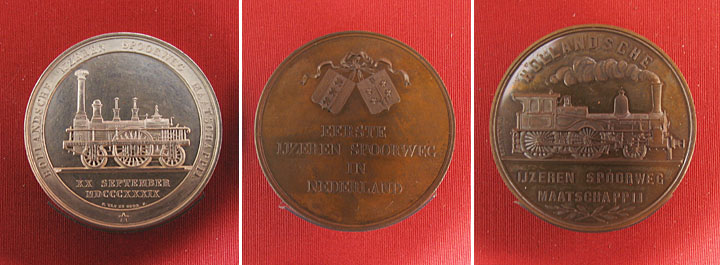 HOLLANDSCHE IJZEREN SPOORWEG MAATSCHAPPIJ
XX SEPTEMBER
MDCCCXXXIX
EERSTE
IJZEREN SPOORWEG
IN
NEDERLAND
HOLLANDSCHE
IJZEREN SPOORWEG
MAATSCHAPPIJ